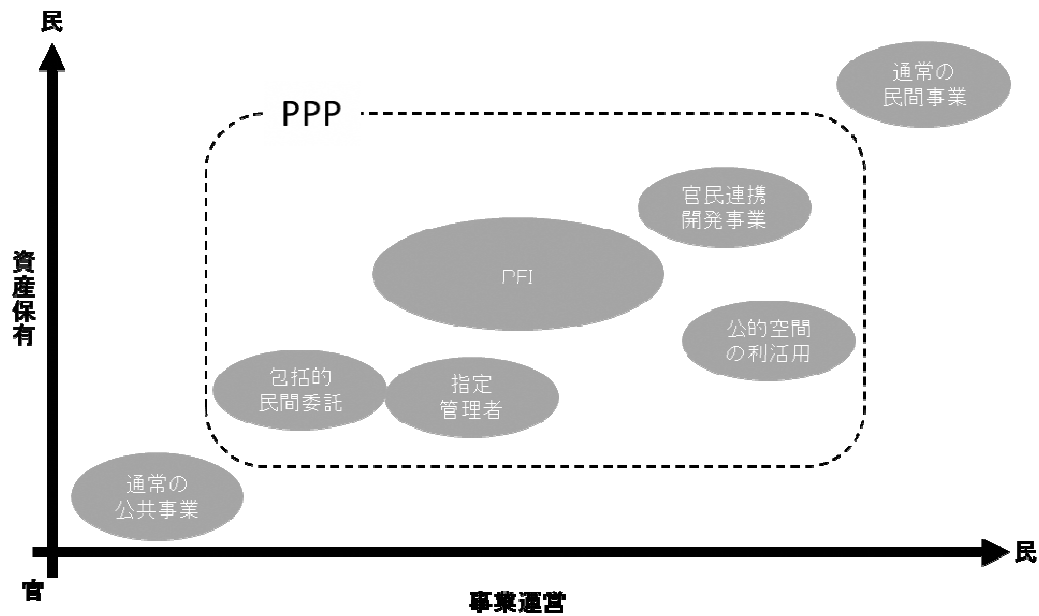 民
通常の
民間事業
PPP
官民連携
開発事業
PFI
資産保有
公的空間
の利活用
包括的
民間委託
指定
管理者
通常の
公共事業
民
官
事業運営